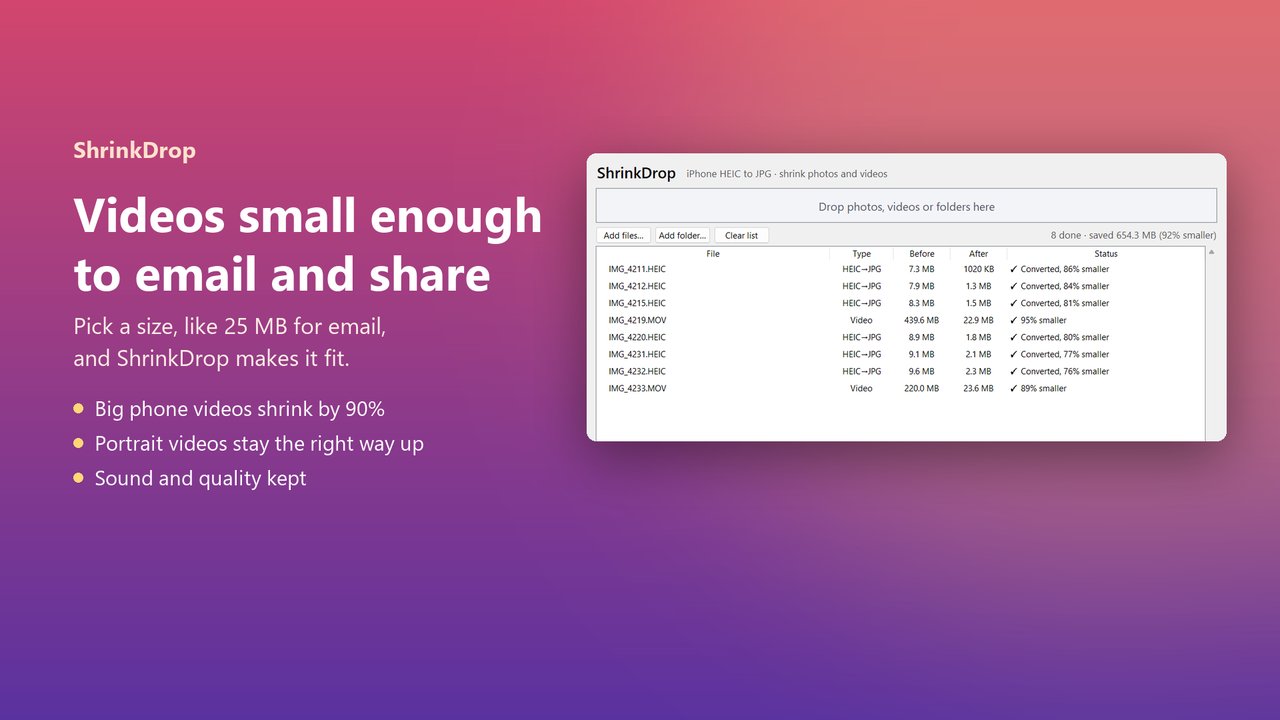 ShrinkDrop
Videos small enough
to email and share
Pick a size, like 25 MB for email,
and ShrinkDrop makes it fit.
Big phone videos shrink by 90%
Portrait videos stay the right way up
Sound and quality kept
ShrinkDrop iPhone HEIC to JPG · shrink photos and videos
Drop photos, videos or folders here
Add files... Add folder... Clear list 8 done · saved 654.3 MB (92% smaller)
File Type Before After Status
IMG_4211.HEIC HEIC→JPG 7.3 MB 1020 KB ✓ Converted, 86% smaller
IMG_4212.HEIC HEIC→JPG 7.9 MB 1.3 MB ✓ Converted, 84% smaller
IMG_4215.HEIC HEIC→JPG 8.3 MB 1.5 MB ✓ Converted, 81% smaller
IMG_4219.MOV Video 439.6 MB 22.9 MB ✓ 95% smaller
IMG_4220.HEIC HEIC→JPG 8.9 MB 1.8 MB ✓ Converted, 80% smaller
IMG_4231.HEIC HEIC→JPG 9.1 MB 2.1 MB ✓ Converted, 77% smaller
IMG_4232.HEIC HEIC→JPG 9.6 MB 2.3 MB ✓ Converted, 76% smaller
IMG_4233.MOV Video 220.0 MB 23.6 MB ✓ 89% smaller